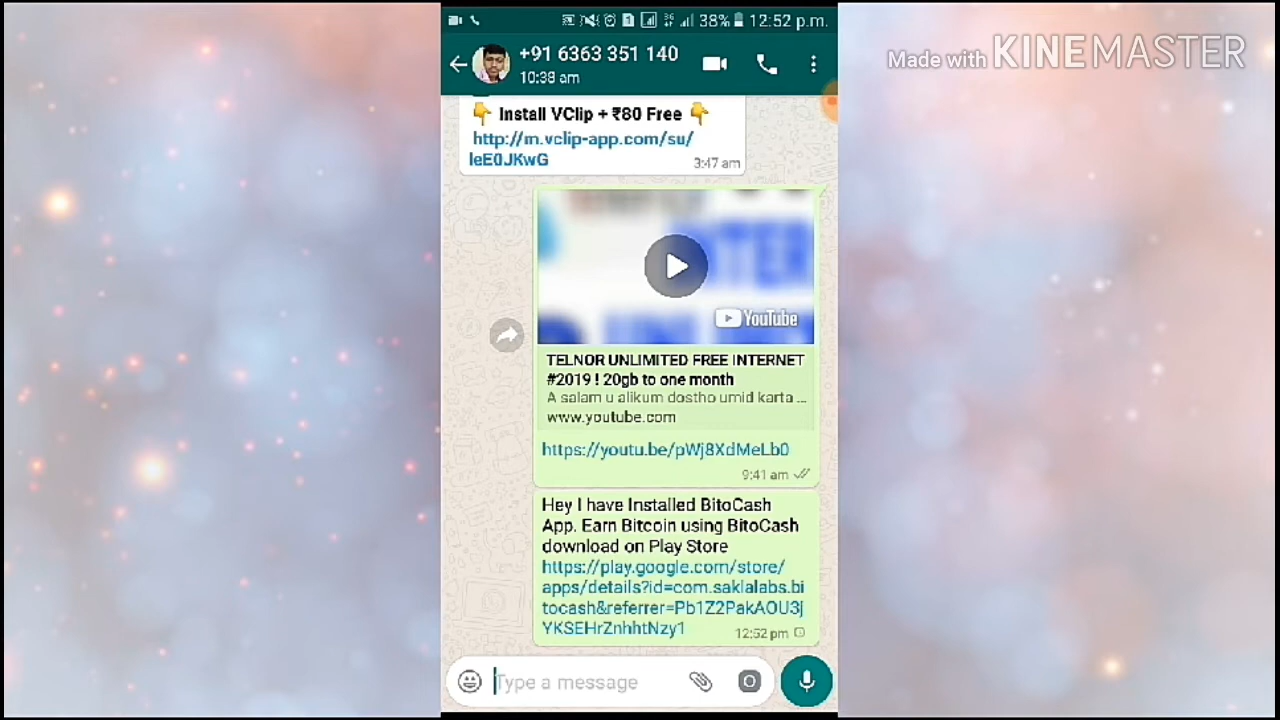 38% 12:52 p.m.
Made with KINEMASTER
+91 6363 351 140
10:38 am
Install VClip + ₹80 Free
http://m.vclip-app.com/su/
leE0JKwG
3:47 am
YouTube
TELNOR UNLIMITED FREE INTERNET
#2019 ! 20gb to one month
A salam u alikum dostho umid karta ...
www.youtube.com
https://youtu.be/pWj8XdMeLb0
9:41 am
Hey I have Installed BitoCash
App. Earn Bitcoin using BitoCash
download on Play Store
https://play.google.com/store/
apps/details?id=com.saklalabs.bi
tocash&referrer=Pb1Z2PakAOU3j
YKSEHrZnhhtNzy1
12:52 pm
Type a message